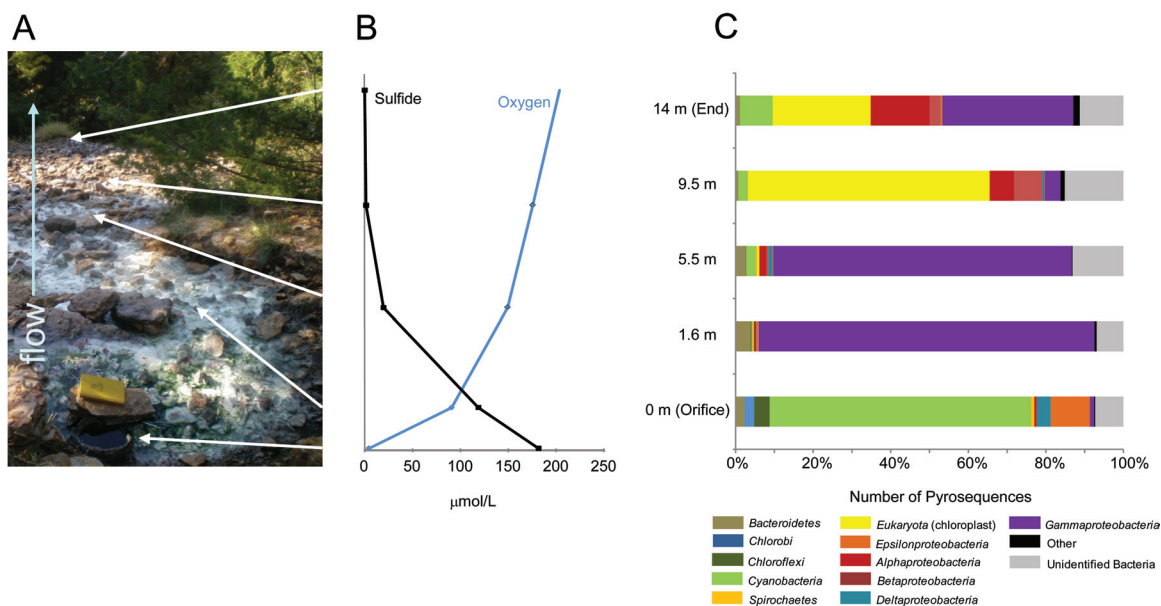 A
B
C
flow
Sulfide
Oxygen
0 50 100 150 200 250
μmol/L
14 m (End)
9.5 m
5.5 m
1.6 m
0 m (Orifice)
0% 20% 40% 60% 80% 100%
Number of Pyrosequences
Bacteroidetes
Chlorobi
Chloroflexi
Cyanobacteria
Spirochaetes
Eukaryota (chloroplast)
Epsilonproteobacteria
Alphaproteobacteria
Betaproteobacteria
Deltaproteobacteria
Gammaproteobacteria
Other
Unidentified Bacteria